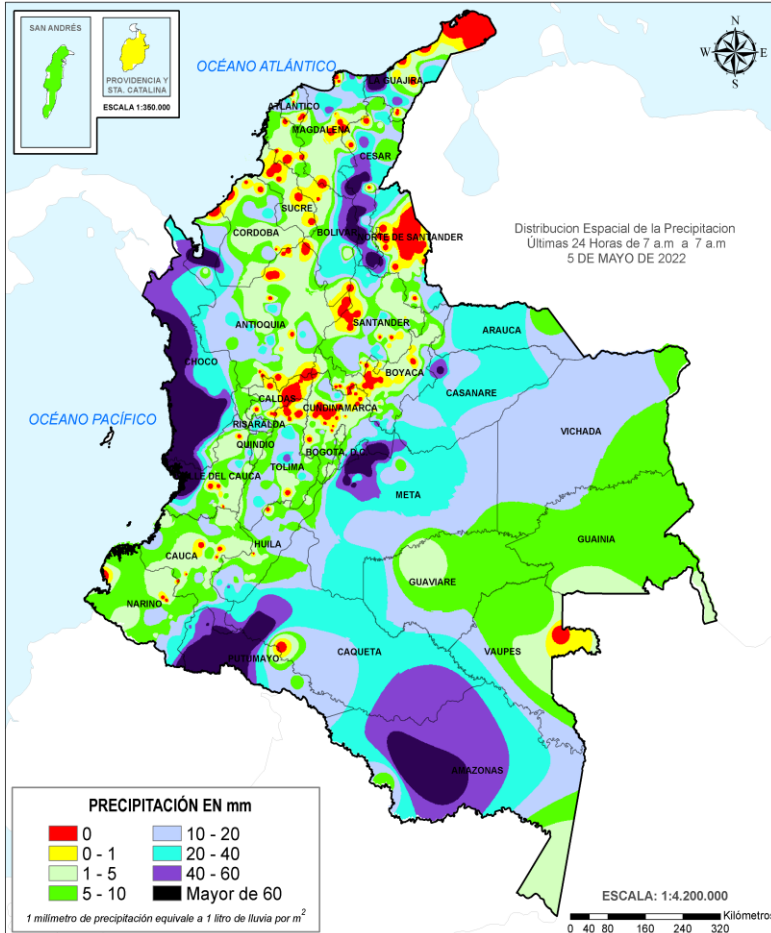 SAN ANDRÉS
PROVIDENCIA Y
STA. CATALINA
ESCALA 1:350.000
OCÉANO ATLÁNTICO
N
W
E
S
LA GUAJIRA
ATLANTICO
MAGDALENA
CESAR
SUCRE
CORDOBA
BOLIVAR
NORTE DE SANTANDER
Distribucion Espacial de la Precipitacion
Últimas 24 Horas de 7 a.m a 7 a.m
5 DE MAYO DE 2022
ANTIOQUIA
SANTANDER
ARAUCA
CHOCO
BOYACA
CASANARE
CALDAS
CUNDINAMARCA
OCÉANO PACÍFICO
RISARALDA
VICHADA
QUINDIO
BOGOTA, D.C.
TOLIMA
VALLE DEL CAUCA
META
GUAINIA
HUILA
CAUCA
GUAVIARE
NARIÑO
CAQUETA
VAUPES
PUTUMAYO
AMAZONAS
PRECIPITACIÓN EN mm
0
10 - 20
0 - 1
20 - 40
1 - 5
40 - 60
5 - 10
Mayor de 60
1 milímetro de precipitación equivale a 1 litro de lluvia por m²
ESCALA: 1:4.200.000
Kilómetros
0 40 80 160 240 320